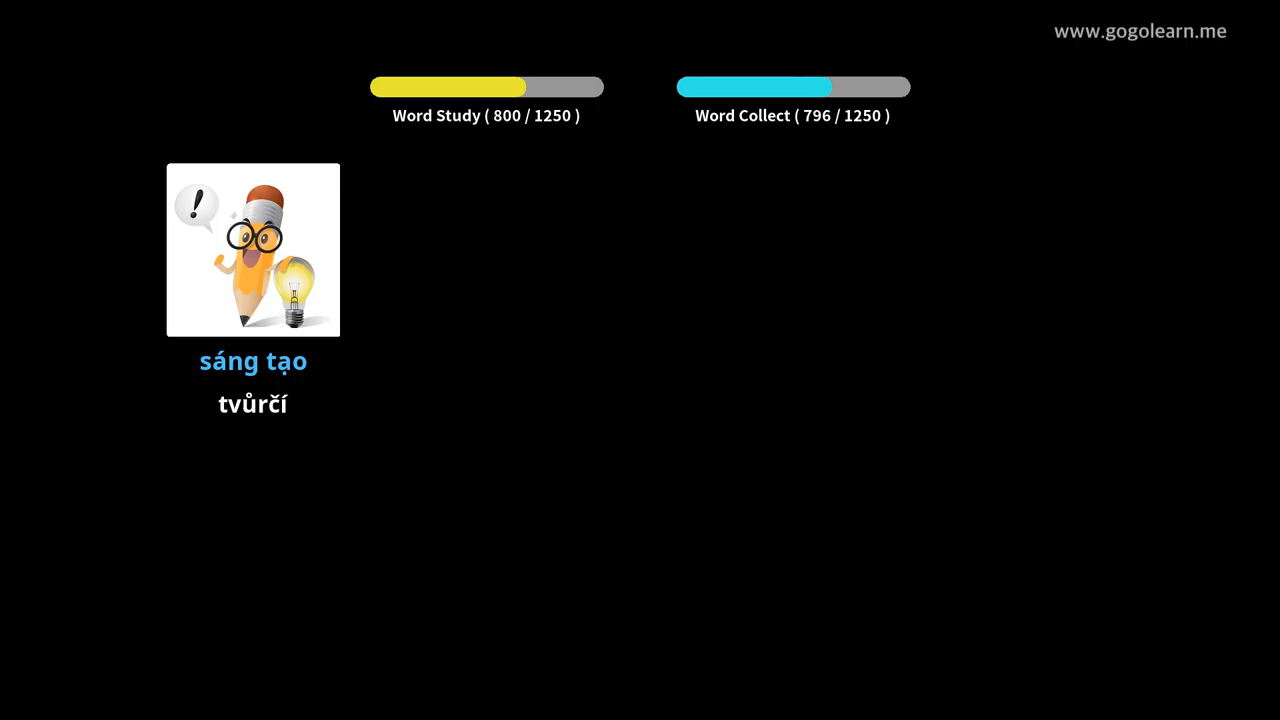 www.gogolearn.me
Word Study ( 800 / 1250 )
Word Collect ( 796 / 1250 )
!
sáng tạo
tvůrčí